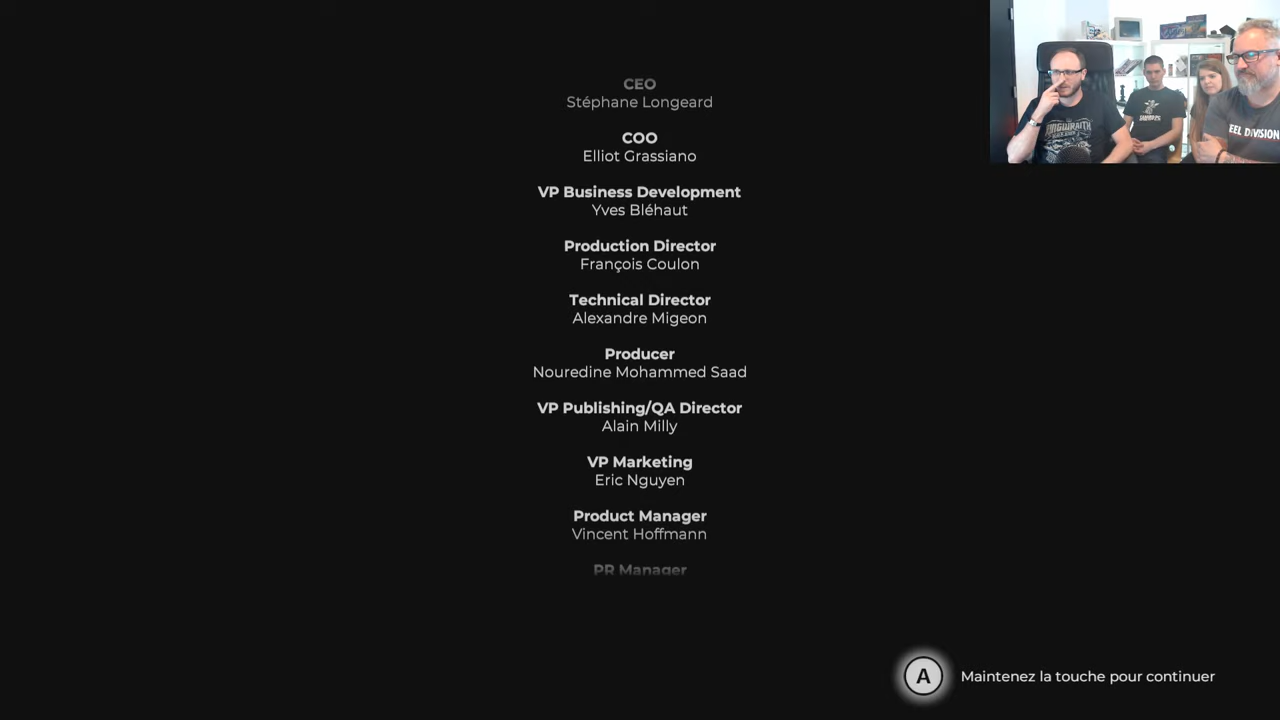 CEO
Stéphane Longeard
COO
Elliot Grassiano
VP Business Development
Yves Bléhaut
Production Director
François Coulon
Technical Director
Alexandre Migeon
Producer
Nouredine Mohammed Saad
VP Publishing/QA Director
Alain Milly
VP Marketing
Eric Nguyen
Product Manager
Vincent Hoffmann
PR Manager
A Maintenez la touche pour continuer
EEL DIVISION